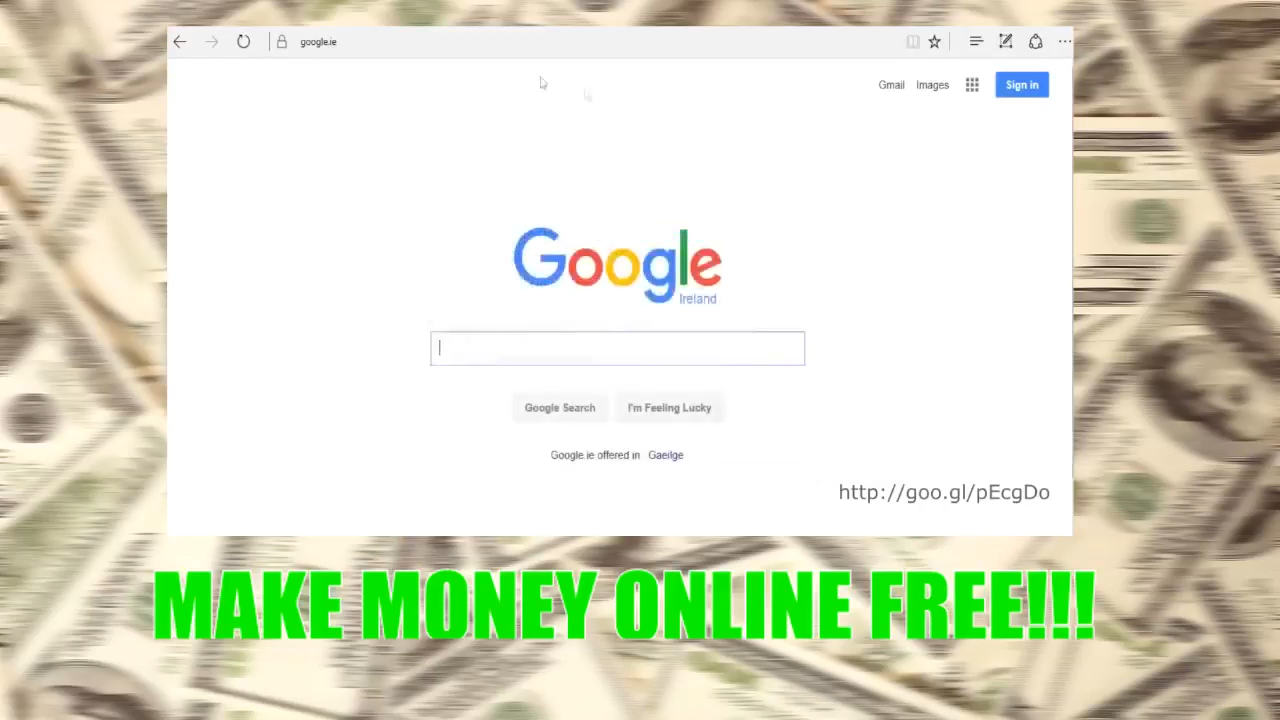 google.ie
Gmail Images Sign in
Google
Ireland
Google Search I'm Feeling Lucky
Google.ie offered in Gaeilge
http://goo.gl/pEcgDo
MAKE MONEY ONLINE FREE!!!